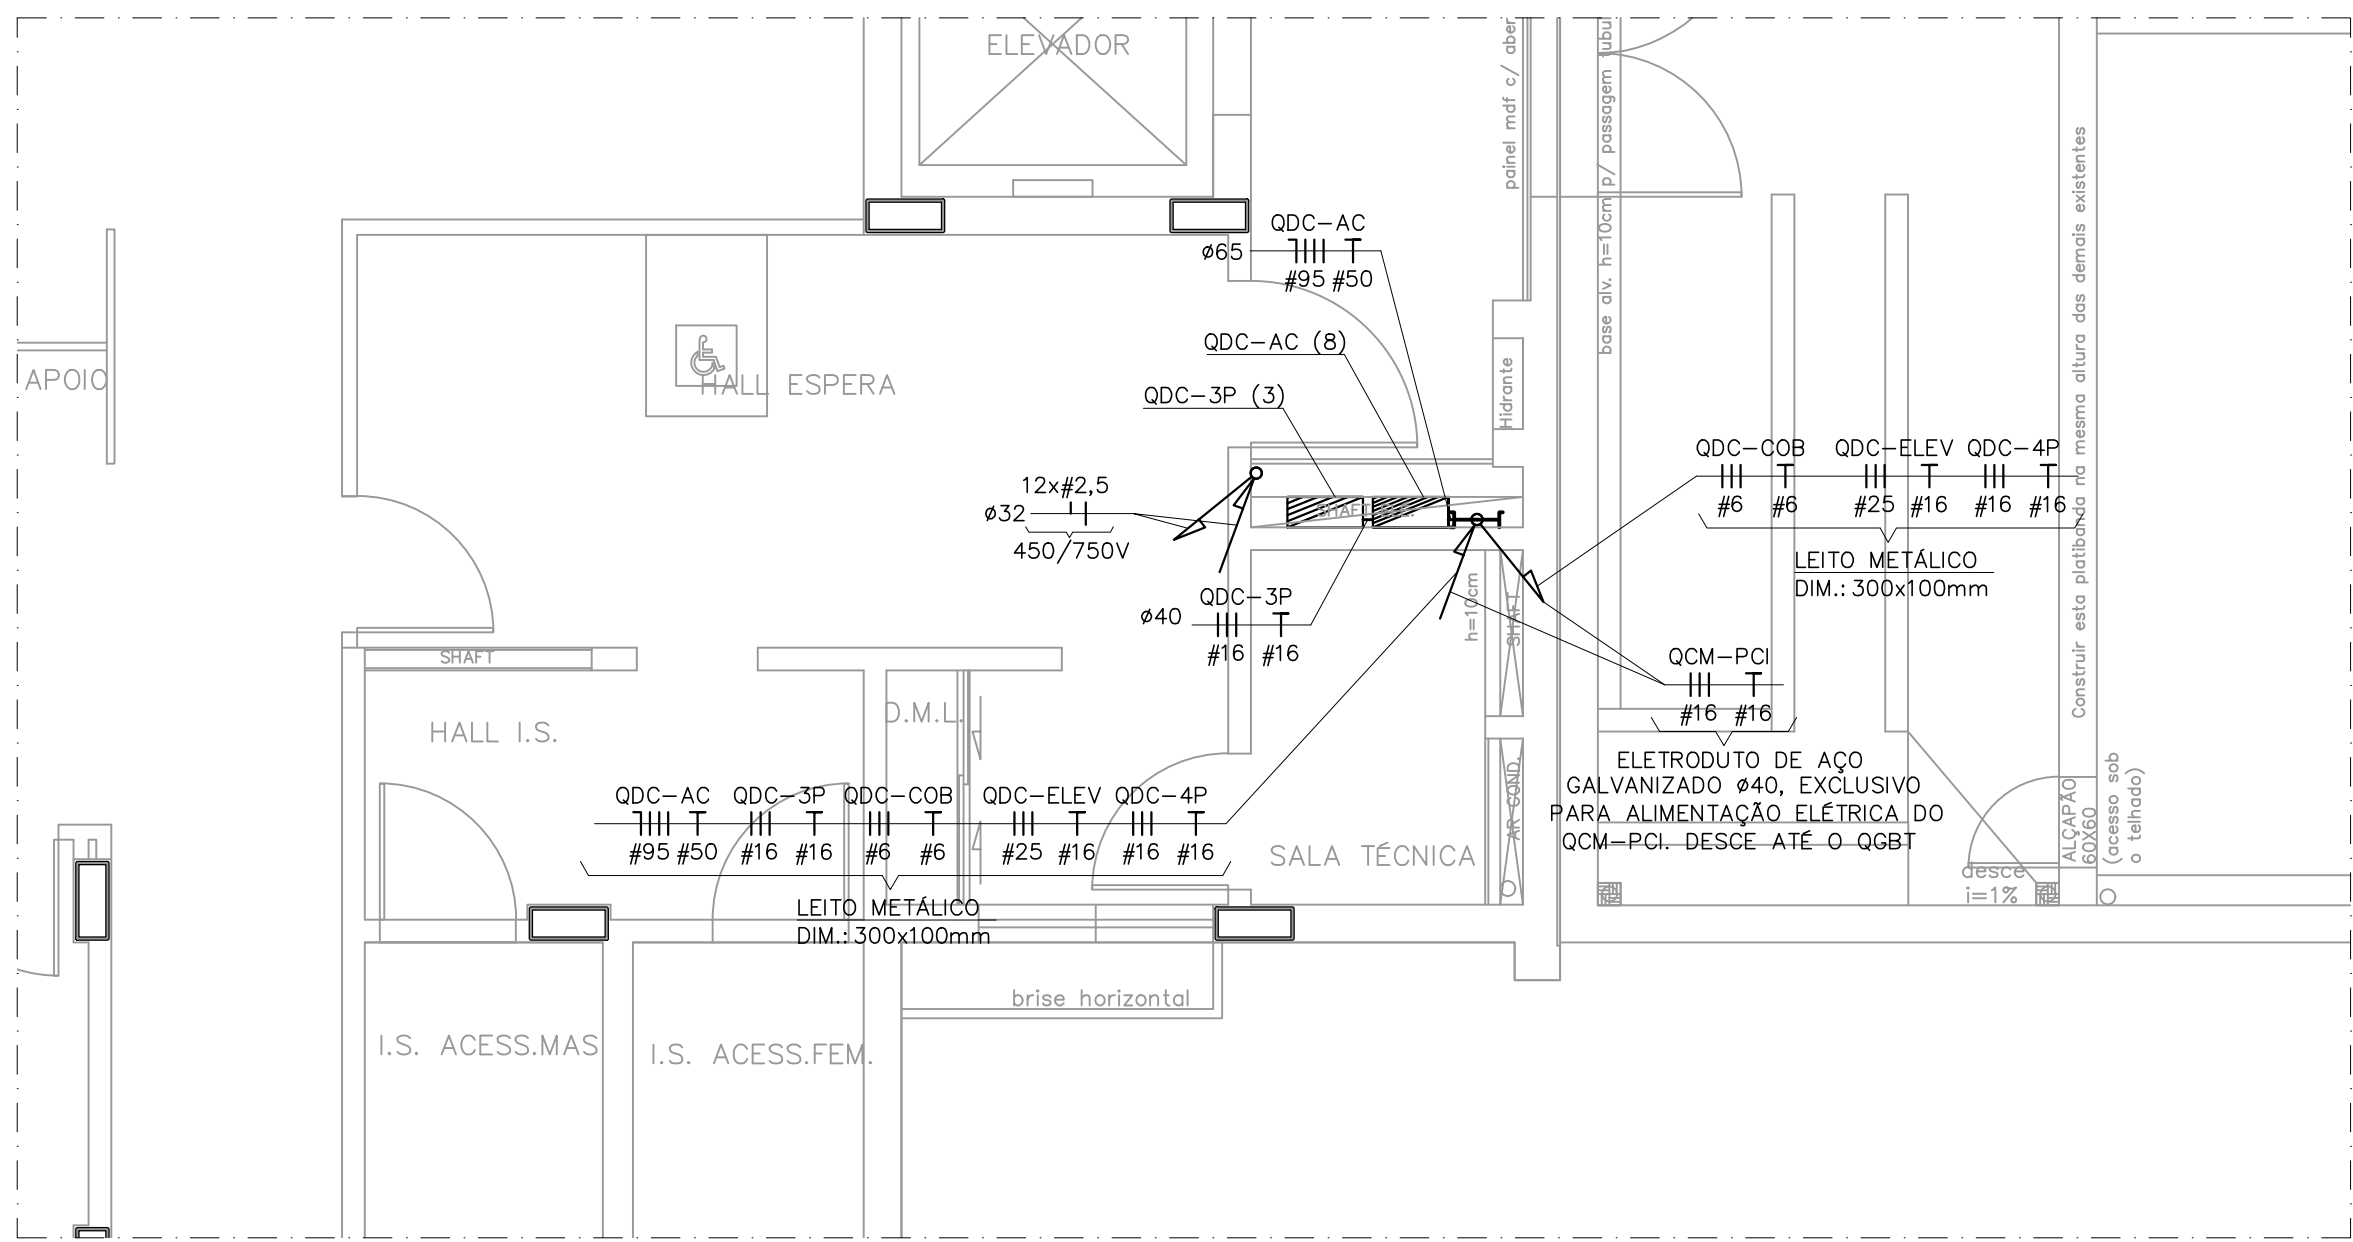 ELEVADOR
painel mdf c/ aber
base alv. h=10cm p/ passagem tubu
Construir esta platibanda na mesma altura das demais existentes
QDC-AC
ø65
#95 #50
QDC-AC (8)
QDC-3P (3)
Hidrante
APOIO
HALL ESPERA
12x#2,5
ø32
450/750V
QDC-COB QDC-ELEV QDC-4P
#6 #6 #25 #16 #16 #16
LEITO METÁLICO
DIM.: 300x100mm
QDC-3P
ø40
#16 #16
h=10cm
SHAFT
SHAFT
QCM-PCI
#16 #16
ELETRODUTO DE AÇO
GALVANIZADO ø40, EXCLUSIVO
PARA ALIMENTAÇÃO ELÉTRICA DO
QCM-PCI. DESCE ATÉ O QGBT
HALL I.S.
D.M.L.
QDC-AC QDC-3P QDC-COB QDC-ELEV QDC-4P
#95 #50 #16 #16 #6 #6 #25 #16 #16 #16
LEITO METÁLICO
DIM.: 300x100mm
SALA TÉCNICA
AR COND.
desce
i=1%
ALÇAPÃO
60X60
(acesso sob
o telhado)
brise horizontal
I.S. ACESS.MAS
I.S. ACESS.FEM.